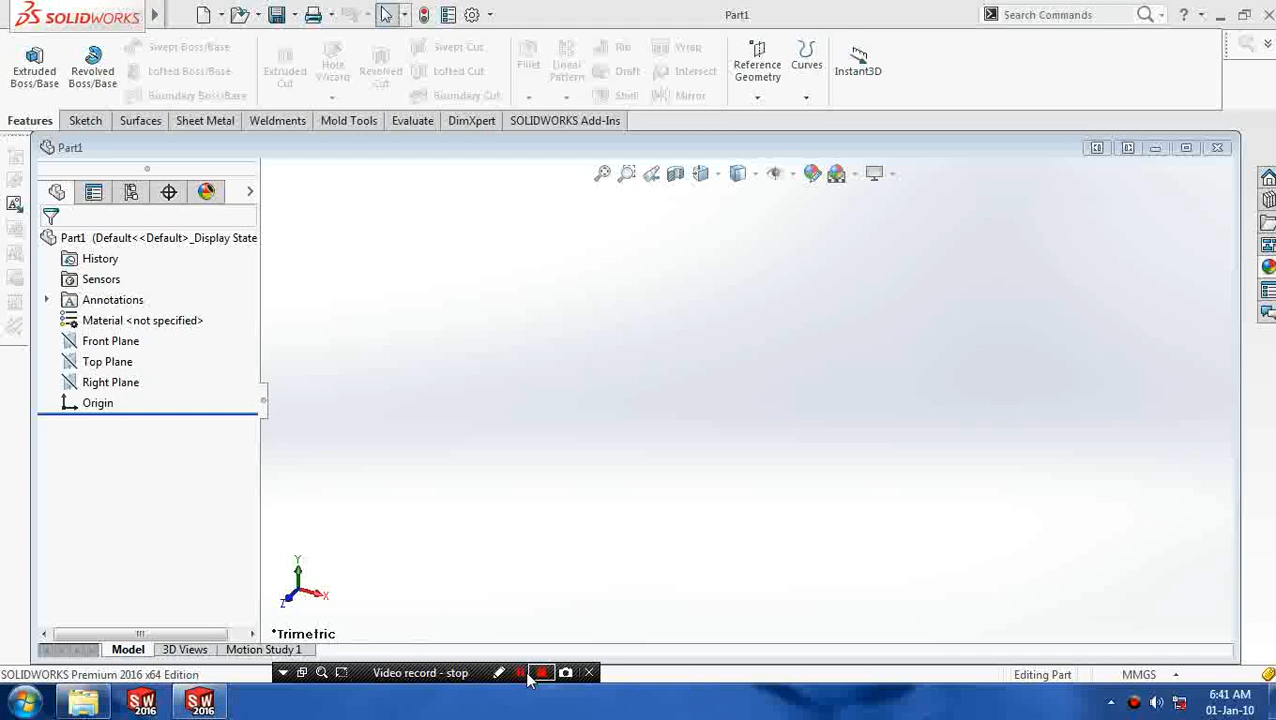 SOLIDWORKS
Part1
Search Commands
?
Extruded Boss/Base
Revolved Boss/Base
Swept Boss/Base
Lofted Boss/Base
Boundary Boss/Base
Extruded Cut
Hole Wizard
Revolved Cut
Swept Cut
Lofted Cut
Boundary Cut
Fillet
Linear Pattern
Rib
Draft
Shell
Wrap
Intersect
Mirror
Reference Geometry
Curves
Instant3D
Features
Sketch
Surfaces
Sheet Metal
Weldments
Mold Tools
Evaluate
DimXpert
SOLIDWORKS Add-Ins
Part1
Part1 (Default<<Default>_Display State
History
Sensors
Annotations
Material <not specified>
Front Plane
Top Plane
Right Plane
Origin
Y
X
Z
*Trimetric
Model
3D Views
Motion Study 1
Video record - stop
SOLIDWORKS Premium 2016 x64 Edition
Editing Part
MMGS
SW 2016
SW 2016
6:41 AM
01-Jan-10